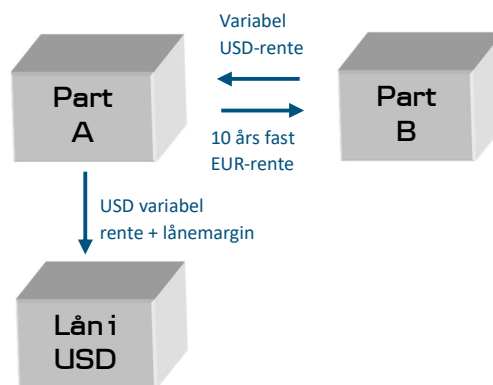 Variabel
USD-rente
Part
A
Part
B
10 års fast
EUR-rente
USD variabel
rente + lånemargin
Lån i
USD